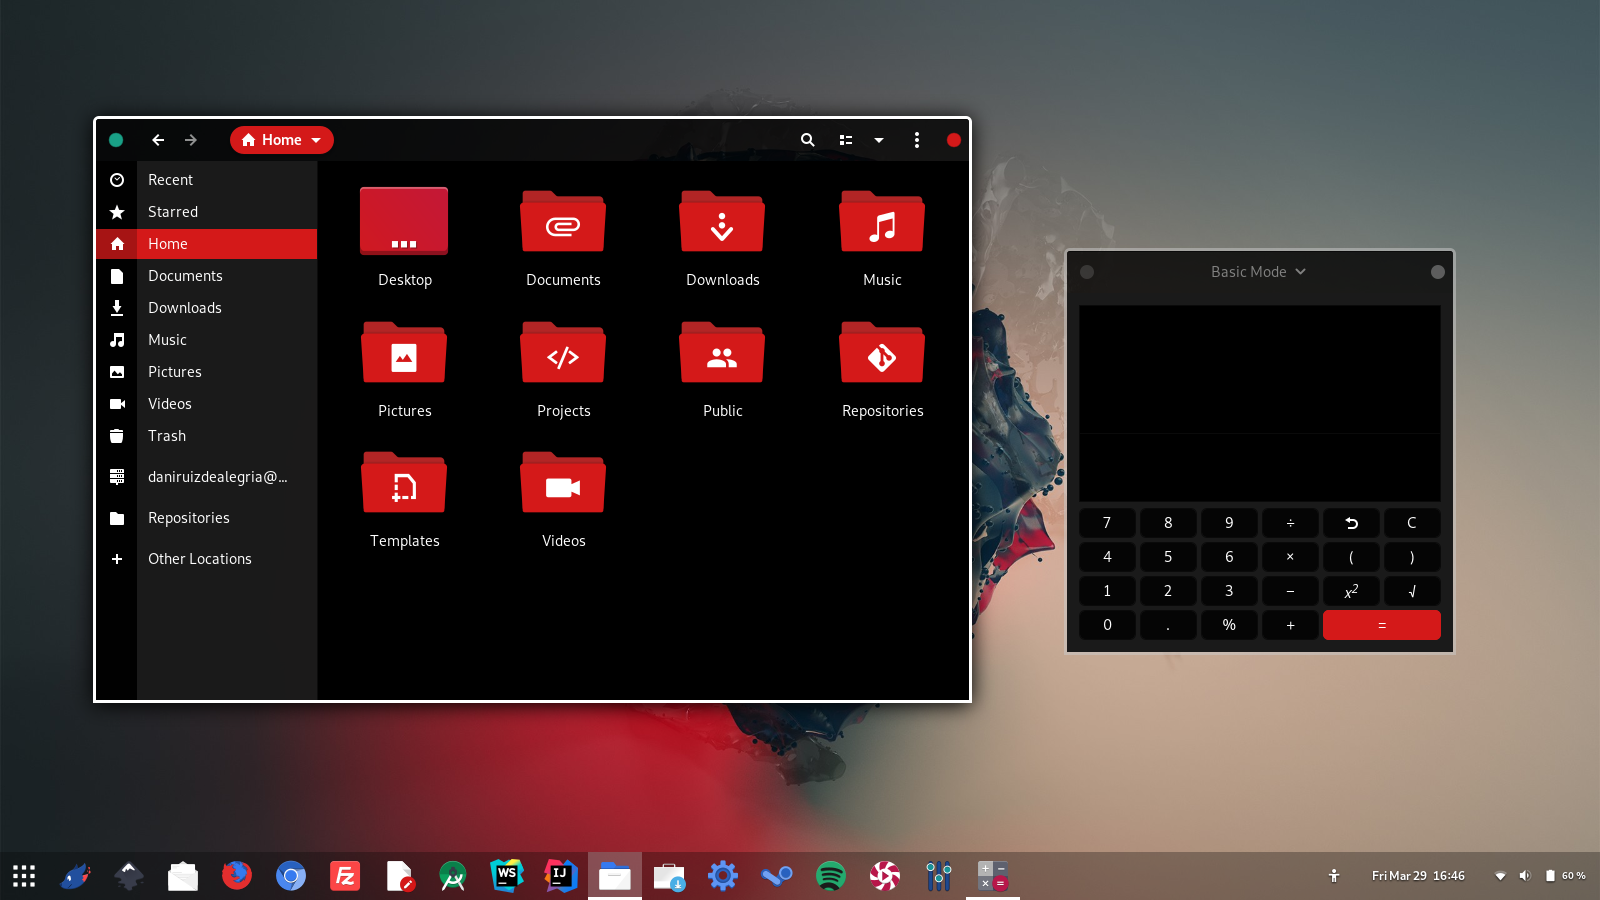 Home
Recent
Starred
Home
Documents
Downloads
Music
Pictures
Videos
Trash
daniruizdealegria@...
Repositories
Other Locations
Desktop
Documents
Downloads
Music
Pictures
Projects
Public
Repositories
Templates
Videos
Basic Mode
7 8 9 ÷ C
4 5 6 × ( )
1 2 3 − x² √
0 . % + =
Fz
WS
IJ
Fri Mar 29 16:46
60 %